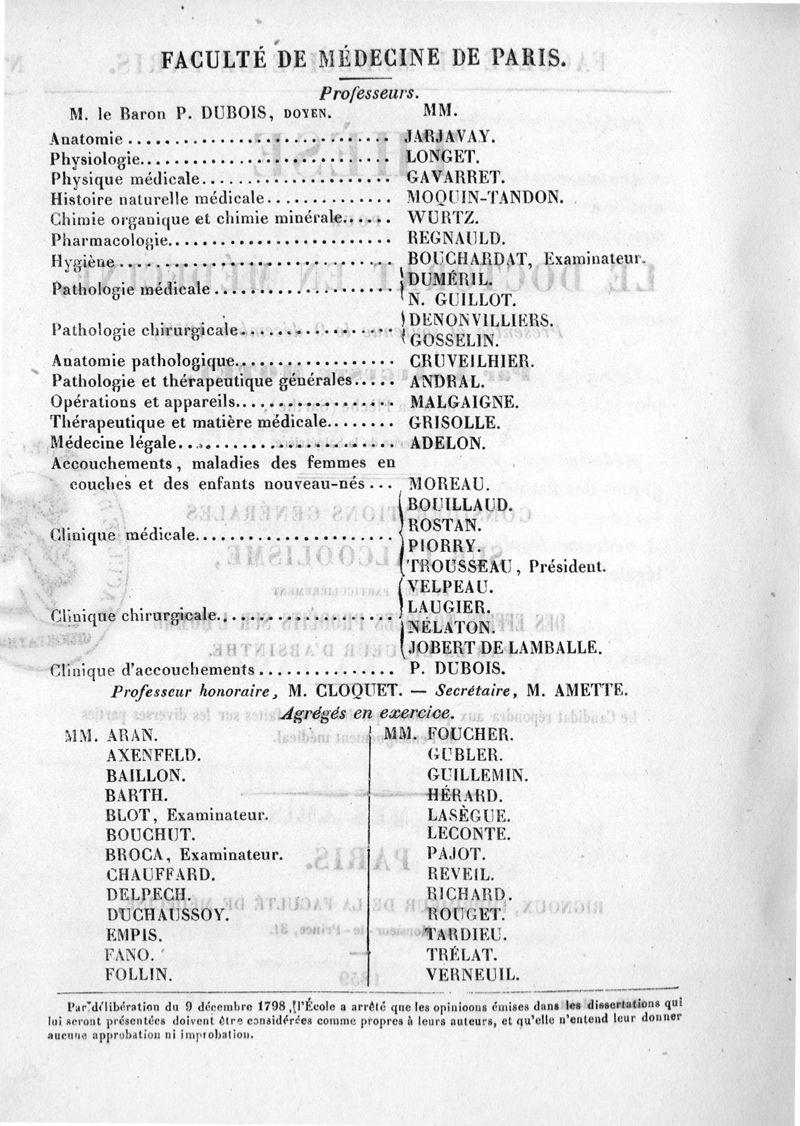 FACULTÉ DE MÉDECINE DE PARIS.
Professeurs.
M. le Baron P. DUBOIS, DOYEN. MM.
Anatomie ........................... JARJAVAY.
Physiologie.......................... LONGET.
Physique médicale.................... GAVARRET.
Histoire naturelle médicale.............. MOQUIN-TANDON.
Chimie organique et chimie minérale...... WURTZ.
Pharmacologie....................... REGNAULD.
Hygiène ............................ BOUCHARDAT, Examinateur.
Pathologie médicale ................... DUMÉRIL.
N. GUILLOT.
Pathologie chirurgicale................. DENONVILLIERS.
GOSSELIN.
Anatomie pathologique................. CRUVEILHIER.
Pathologie et thérapeutique générales..... ANDRAL.
Opérations et appareils................. MALGAIGNE.
Thérapeutique et matière médicale........ GRISOLLE.
Médecine légale....................... ADELON.
Accouchements, maladies des femmes en
couches et des enfants nouveau-nés... MOREAU.
Clinique médicale..................... BOUILLAUD.
ROSTAN.
PIORRY.
TROUSSEAU, Président.
Clinique chirurgicale................... VELPEAU.
LAUGIER.
NÉLATON.
JOBERT DE LAMBALLE.
Clinique d'accouchements ............... P. DUBOIS.
Professeur honoraire, M. CLOQUET. — Secrétaire, M. AMETTE.
Agrégés en exercice.
MM. ARAN. MM. FOUCHER.
AXENFELD. GUBLER.
BAILLON. GUILLEMIN.
BARTH. HÉRARD.
BLOT, Examinateur. LASÈGUE.
BOUCHUT. LECONTE.
BROCA, Examinateur. PAJOT.
CHAUFFARD. REVEIL.
DELPECH. RICHARD.
DUCHAUSSOY. ROUGET.
EMPIS. TARDIEU.
FANO. TRÉLAT.
FOLLIN. VERNEUIL.
Par délibération du 9 décembre 1798, l'École a arrêté que les opinioons émises dans les dissertations qui
lui seront présentées doivent être considérées comme propres à leurs auteurs, et qu'elle n'entend leur donner
aucune approbation ni improbation.